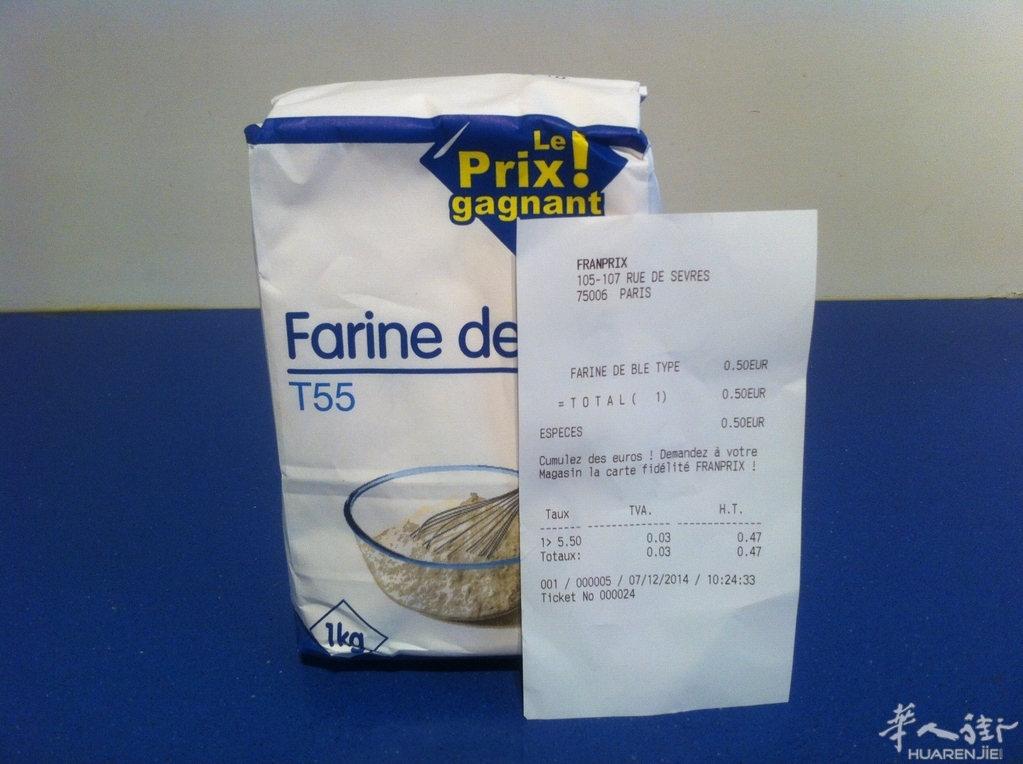 Le
Prix!
gagnant
Farine de
T55
1kg
FRANPRIX
105-107 RUE DE SEVRES
75006 PARIS
FARINE DE BLE TYPE 0.50EUR
=TOTAL( 1) 0.50EUR
ESPECES 0.50EUR
Cumulez des euros ! Demandez à votre
Magasin la carte fidélité FRANPRIX !
Taux TVA. H.T.
1> 5.50 0.03 0.47
Totaux: 0.03 0.47
001 / 000005 / 07/12/2014 / 10:24:33
Ticket No 000024
華人街
HUARENJIE